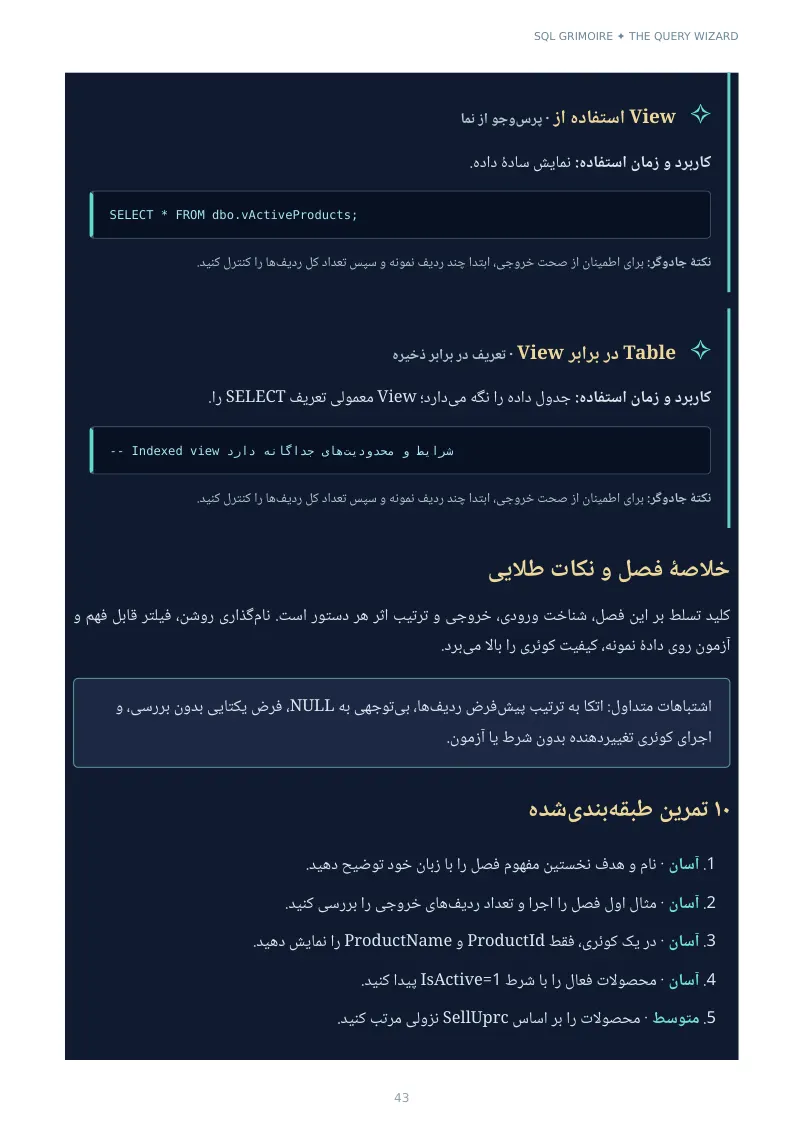 SQL GRIMOIRE ✦ THE QUERY WIZARD
✧ استفاده از View · پرس‌وجو از نما
کاربرد و زمان استفاده: نمایش سادهٔ داده.
SELECT * FROM dbo.vActiveProducts;
نکتهٔ جادوگر: برای اطمینان از صحت خروجی، ابتدا چند ردیف نمونه و سپس تعداد کل ردیف‌ها را کنترل کنید.
✧ Table در برابر View · تعریف در برابر ذخیره
کاربرد و زمان استفاده: جدول داده را نگه می‌دارد؛ View معمولی تعریف SELECT را.
-- Indexed view شرایط و محدودیت‌های جداگانه دارد
نکتهٔ جادوگر: برای اطمینان از صحت خروجی، ابتدا چند ردیف نمونه و سپس تعداد کل ردیف‌ها را کنترل کنید.
خلاصهٔ فصل و نکات طلایی
کلید تسلط بر این فصل، شناخت ورودی، خروجی و ترتیب اثر هر دستور است. نام‌گذاری روشن، فیلتر قابل فهم و
آزمون روی دادهٔ نمونه، کیفیت کوئری را بالا می‌برد.
اشتباهات متداول: اتکا به ترتیب پیش‌فرض ردیف‌ها، بی‌توجهی به NULL، فرض یکتایی بدون بررسی، و
اجرای کوئری تغییردهنده بدون شرط یا آزمون.
۱۰ تمرین طبقه‌بندی‌شده
1. آسان · نام و هدف نخستین مفهوم فصل را با زبان خود توضیح دهید.
2. آسان · مثال اول فصل را اجرا و تعداد ردیف‌های خروجی را بررسی کنید.
3. آسان · در یک کوئری، فقط ProductId و ProductName را نمایش دهید.
4. آسان · محصولات فعال را با شرط IsActive=1 پیدا کنید.
5. متوسط · محصولات را بر اساس SellUprc نزولی مرتب کنید.
43